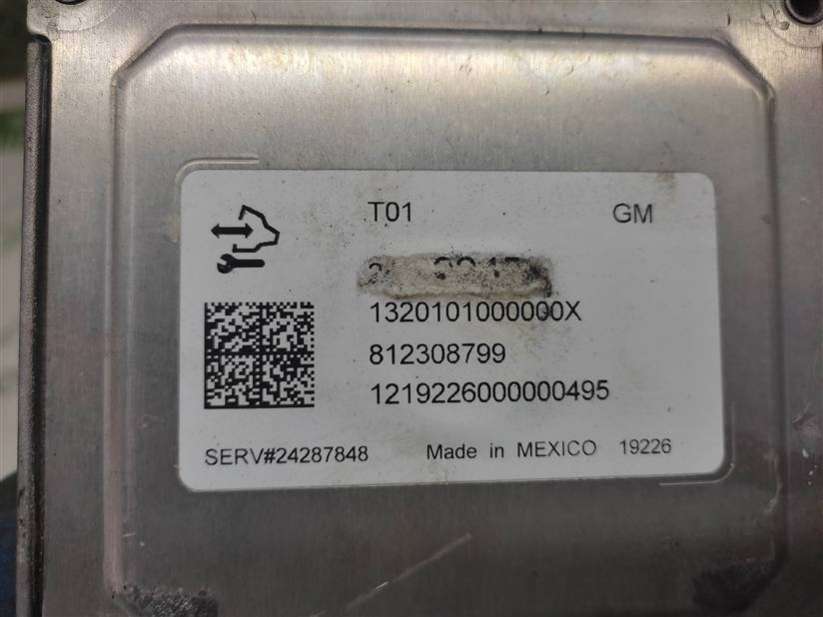 T01 GM
1320101000000X
812308799
1219226000000495
SERV#24287848 Made in MEXICO 19226